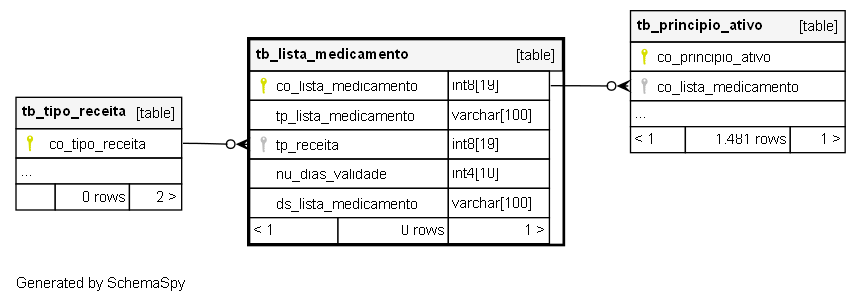 tb_tipo_receita [table]
co_tipo_receita
...
0 rows 2 >
tb_lista_medicamento [table]
co_lista_medicamento int8[19]
tp_lista_medicamento varchar[100]
tp_receita int8[19]
nu_dias_validade int4[10]
ds_lista_medicamento varchar[100]
< 1 0 rows 1 >
tb_principio_ativo [table]
co_principio_ativo
co_lista_medicamento
...
< 1 1.481 rows 1 >
Generated by SchemaSpy